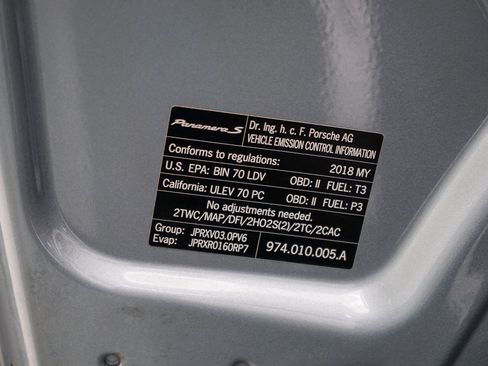 Panamera S
Dr. Ing. h. c. F. Porsche AG
VEHICLE EMISSION CONTROL INFORMATION
Conforms to regulations: 2018 MY
U.S. EPA: BIN 70 LDV OBD: II FUEL: T3
California: ULEV 70 PC OBD: II FUEL: P3
No adjustments needed.
2TWC/MAP/DFI/2HO2S(2)/2TC/2CAC
Group: JPRXV03.0PV6
Evap: JPRXR0160RP7
974.010.005.A